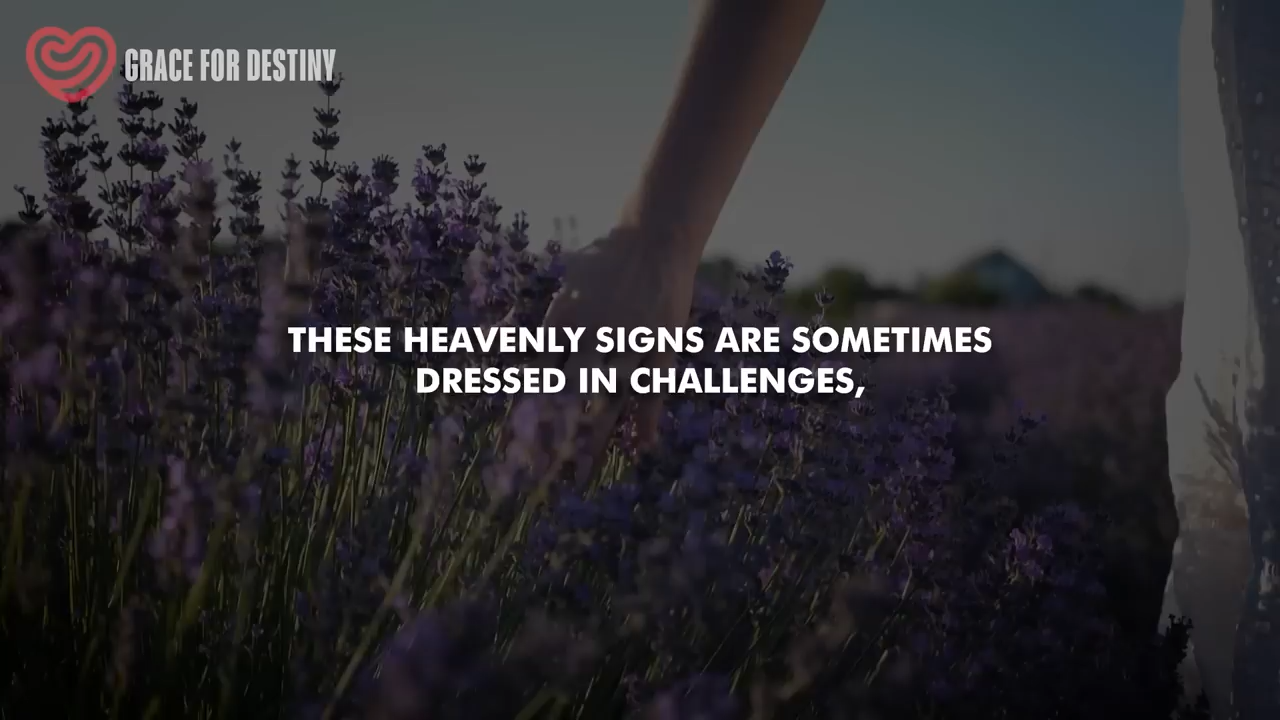 GRACE FOR DESTINY
THESE HEAVENLY SIGNS ARE SOMETIMES
DRESSED IN CHALLENGES,